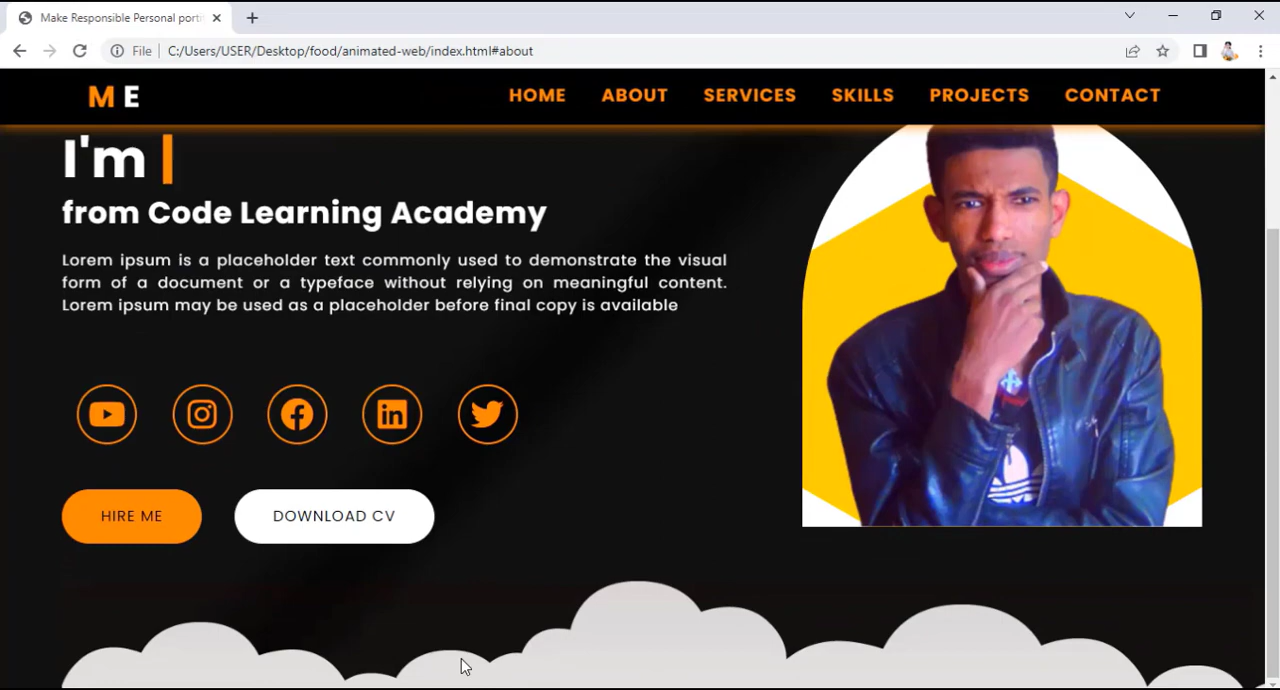 Make Responsible Personal portf
File
C:/Users/USER/Desktop/food/animated-web/index.html#about
M E
HOME ABOUT SERVICES SKILLS PROJECTS CONTACT
I'm
from Code Learning Academy
Lorem ipsum is a placeholder text commonly used to demonstrate the visual
form of a document or a typeface without relying on meaningful content.
Lorem ipsum may be used as a placeholder before final copy is available
HIRE ME
DOWNLOAD CV